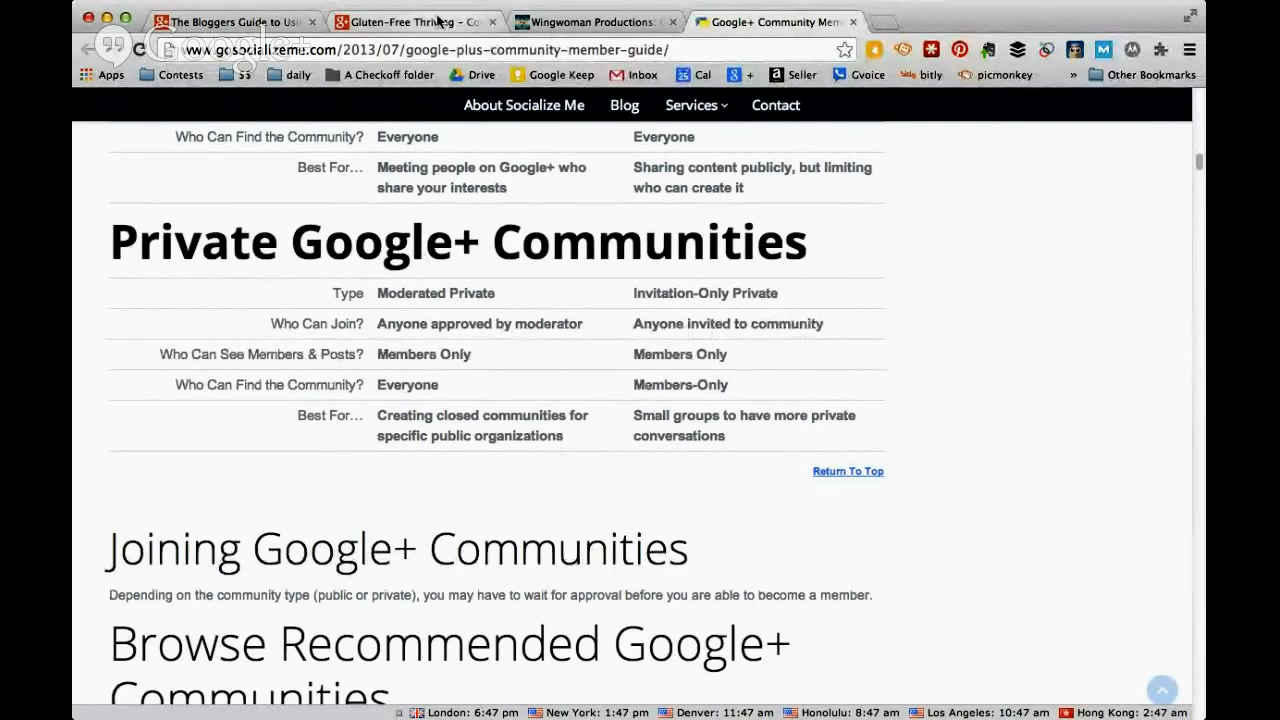 The Bloggers Guide to Usi
Gluten-Free Thriving - Co
Wingwoman Productions:
Google+ Community Mem
Google+
www.gosocializeme.com/2013/07/google-plus-community-member-guide/
Apps
Contests
$$
daily
A Checkoff folder
Drive
Google Keep
Inbox
25 Cal
g +
a Seller
Gvoice
bitly bitly
picmonkey
»
Other Bookmarks
About Socialize Me
Blog
Services
Contact
Who Can Find the Community? Everyone Everyone
Best For… Meeting people on Google+ who Sharing content publicly, but limiting
share your interests who can create it
Private Google+ Communities
Type Moderated Private Invitation-Only Private
Who Can Join? Anyone approved by moderator Anyone invited to community
Who Can See Members & Posts? Members Only Members Only
Who Can Find the Community? Everyone Members-Only
Best For… Creating closed communities for Small groups to have more private
specific public organizations conversations
Return To Top
Joining Google+ Communities
Depending on the community type (public or private), you may have to wait for approval before you are able to become a member.
Browse Recommended Google+
Communities
London: 6:47 pm New York: 1:47 pm Denver: 11:47 am Honolulu: 8:47 am Los Angeles: 10:47 am Hong Kong: 2:47 am